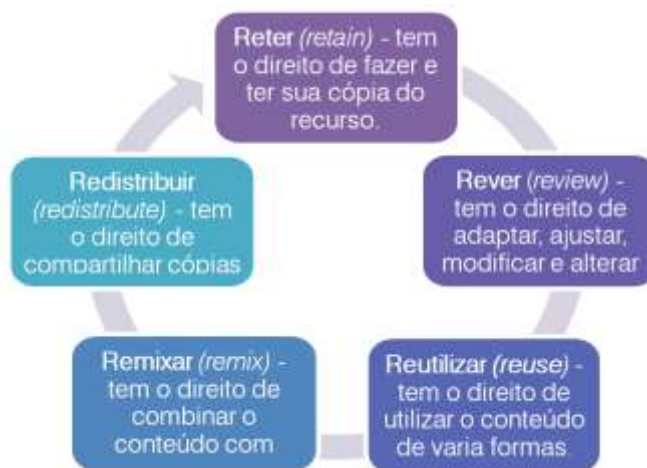 Reter (retain) - tem
o direito de fazer e
ter sua cópia do
recurso.
Rever (review) -
tem o direito de
adaptar, ajustar,
modificar e alterar
Reutilizar (reuse) -
tem o direito de
utilizar o conteúdo
de varia formas
Remixar (remix) -
tem o direito de
combinar o
conteúdo com
Redistribuir
(redistribute) - tem
o direito de
compartilhar cópias